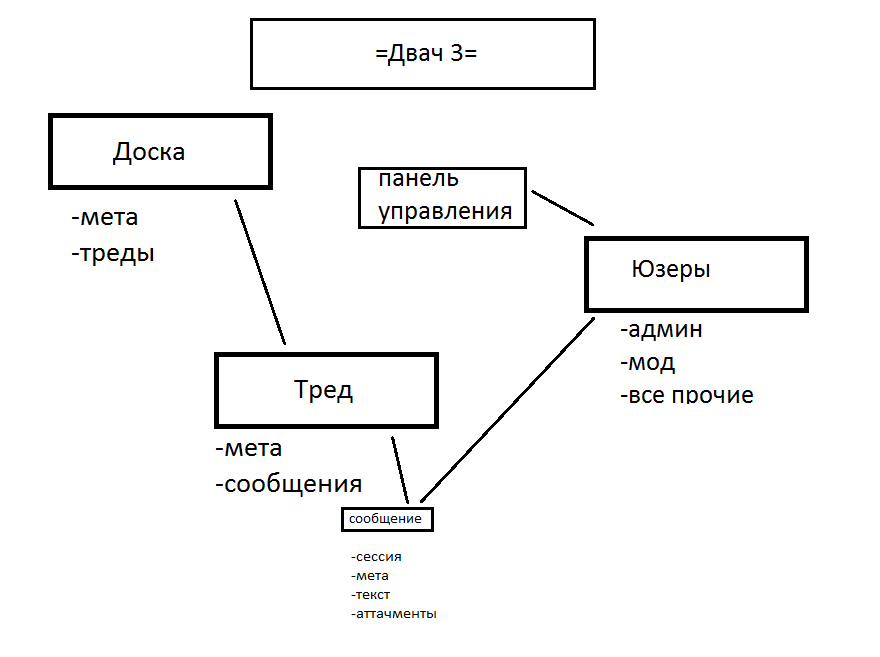 =Двач 3=
Доска
-мета
-треды
панель
управления
Юзеры
-админ
-мод
-все прочие
Тред
-мета
-сообщения
сообщение
-сессия
-мета
-текст
-аттачменты